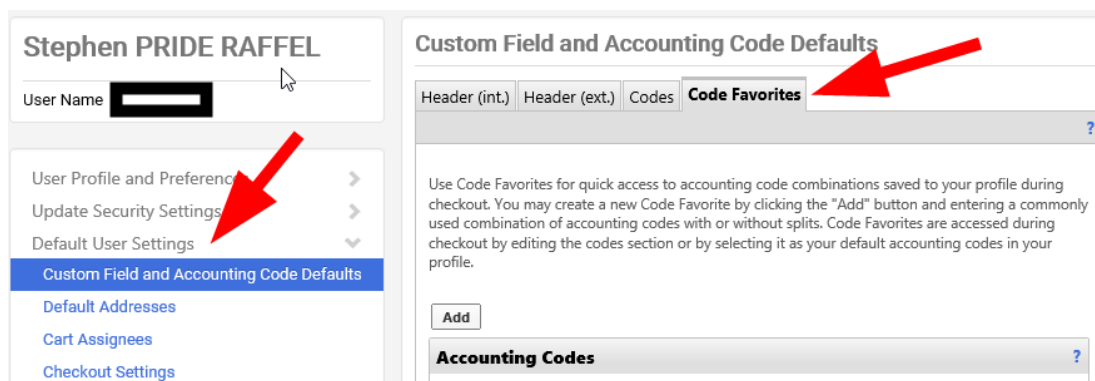 Stephen PRIDE RAFFEL
User Name
User Profile and Preferences
Update Security Settings
Default User Settings
Custom Field and Accounting Code Defaults
Default Addresses
Cart Assignees
Checkout Settings
Custom Field and Accounting Code Defaults
Header (int.) Header (ext.) Codes Code Favorites
?
Use Code Favorites for quick access to accounting code combinations saved to your profile during
checkout. You may create a new Code Favorite by clicking the "Add" button and entering a commonly
used combination of accounting codes with or without splits. Code Favorites are accessed during
checkout by editing the codes section or by selecting it as your default accounting codes in your
profile.
Add
Accounting Codes ?